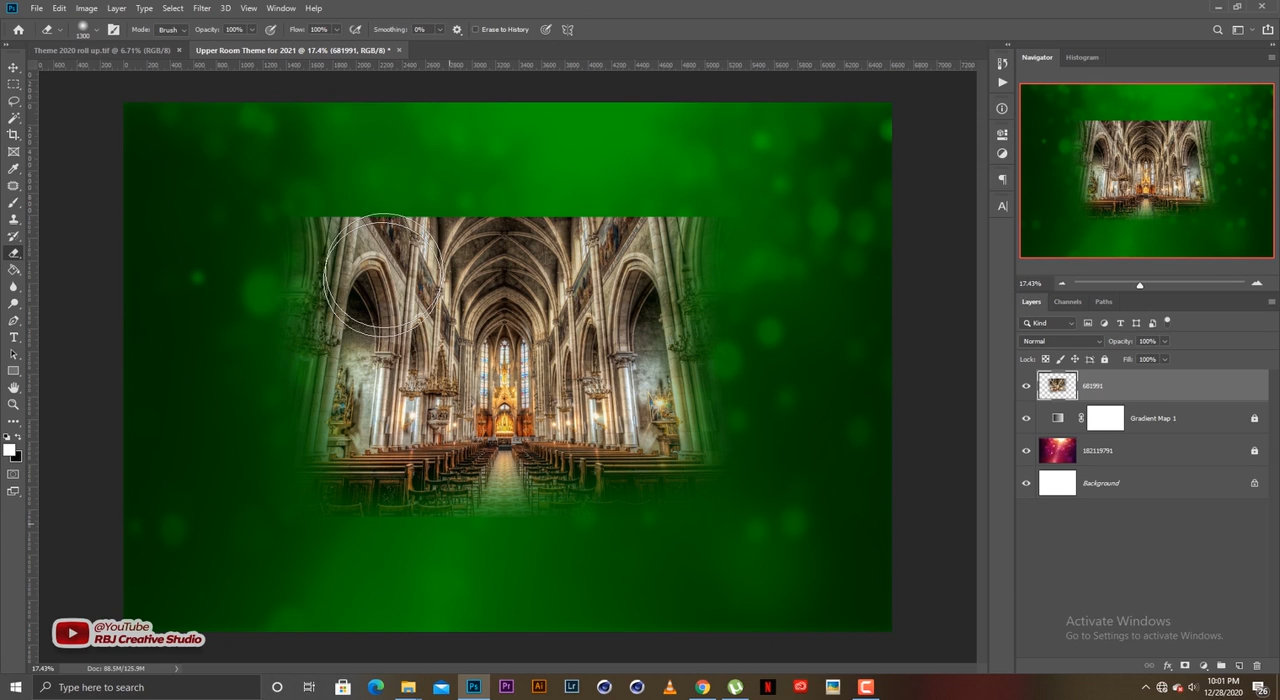 File Edit Image Layer Type Select Filter 3D View Window Help
1300 Mode: Brush Opacity: 100% Flow: 100% Smoothing: 0% Erase to History
Theme 2020 roll up.tif @ 6.71% (RGB/8) × Upper Room Theme for 2021 @ 17.4% (681991, RGB/8) * ×
Navigator Histogram
17.43%
Layers Channels Paths
Kind
Normal Opacity: 100%
Lock: Fill: 100%
681991
Gradient Map 1
182119791
Background
@YouTube
RBJ Creative Studio
Activate Windows
Go to Settings to activate Windows.
17.43% Doc: 88.5M/125.9M
Type here to search
10:01 PM
12/28/2020
26